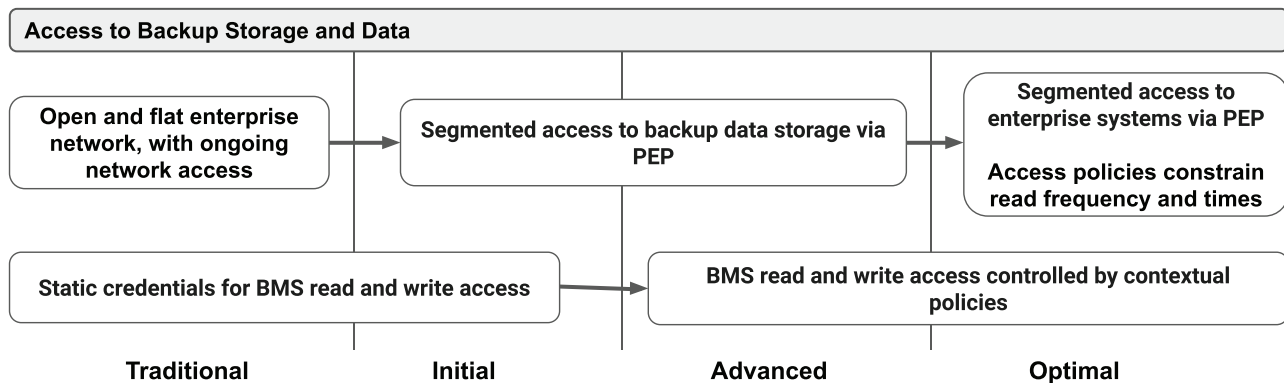 Access to Backup Storage and Data
Open and flat enterprise
network, with ongoing
network access
Segmented access to backup data storage via
PEP
Segmented access to
enterprise systems via PEP
Access policies constrain
read frequency and times
Static credentials for BMS read and write access
BMS read and write access controlled by contextual
policies
Traditional
Initial
Advanced
Optimal